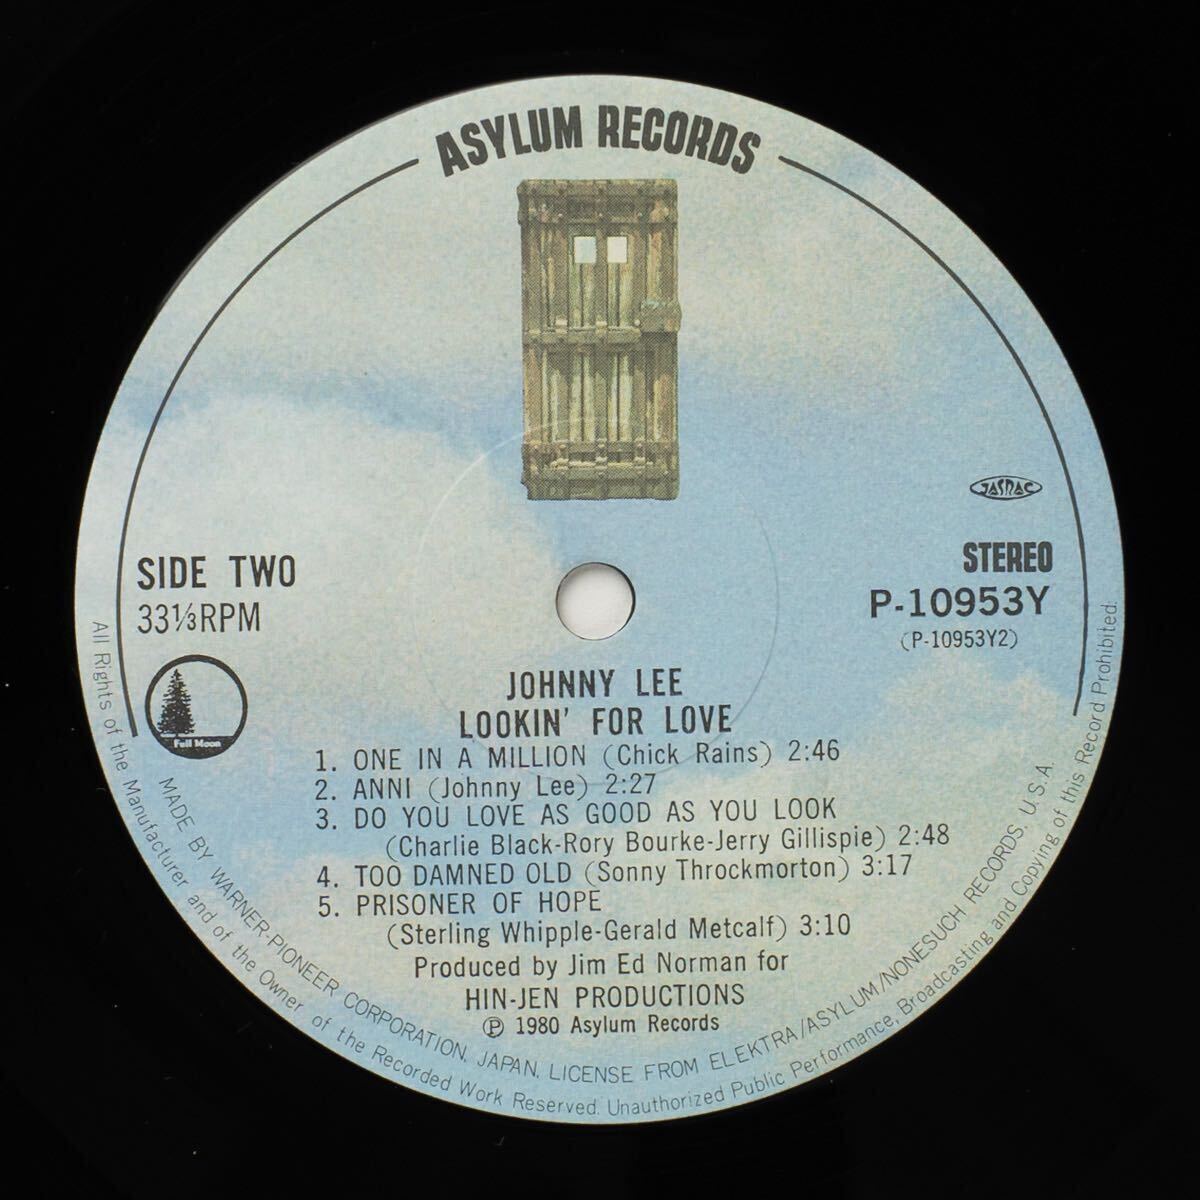 ASYLUM RECORDS
JASRAC
SIDE TWO
33⅓RPM
STEREO
P-10953Y
(P-10953Y2)
Full Moon
JOHNNY LEE
LOOKIN' FOR LOVE
1. ONE IN A MILLION (Chick Rains) 2:46
2. ANNI (Johnny Lee) 2:27
3. DO YOU LOVE AS GOOD AS YOU LOOK
(Charlie Black-Rory Bourke-Jerry Gillispie) 2:48
4. TOO DAMNED OLD (Sonny Throckmorton) 3:17
5. PRISONER OF HOPE
(Sterling Whipple-Gerald Metcalf) 3:10
Produced by Jim Ed Norman for
HIN-JEN PRODUCTIONS
Ⓟ 1980 Asylum Records
MADE BY WARNER-PIONEER CORPORATION, JAPAN, LICENSE FROM ELEKTRA/ASYLUM/NONESUCH RECORDS, U.S.A.
All Rights of the Manufacturer and of the Owner of the Recorded Work Reserved. Unauthorized Public Performance, Broadcasting and Copying of this Record Prohibited.